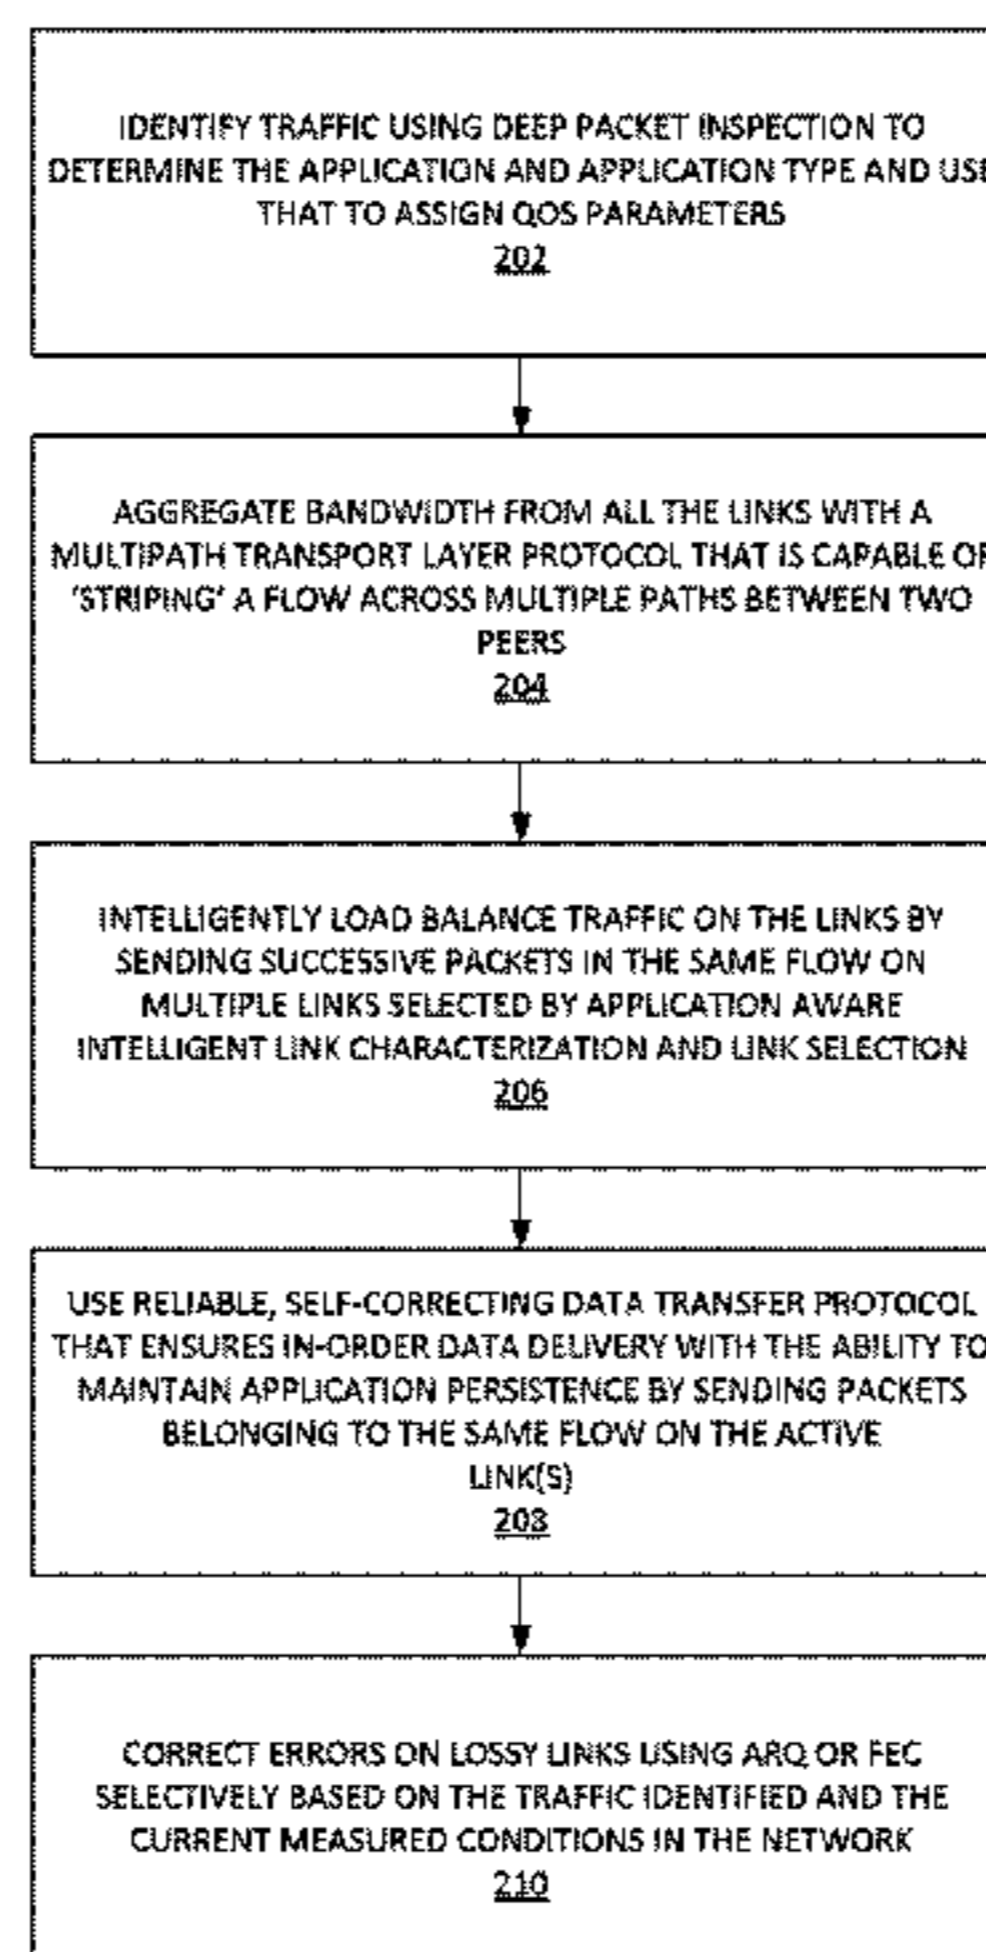 IDENTIFY TRAFFIC USING DEEP PACKET INSPECTION TO
DETERMINE THE APPLICATION AND APPLICATION TYPE AND USE
THAT TO ASSIGN QOS PARAMETERS
202
AGGREGATE BANDWIDTH FROM ALL THE LINKS WITH A
MULTIPATH TRANSPORT LAYER PROTOCOL THAT IS CAPABLE OF
'STRIPING' A FLOW ACROSS MULTIPLE PATHS BETWEEN TWO
PEERS
204
INTELLIGENTLY LOAD BALANCE TRAFFIC ON THE LINKS BY
SENDING SUCCESSIVE PACKETS IN THE SAME FLOW ON
MULTIPLE LINKS SELECTED BY APPLICATION AWARE
INTELLIGENT LINK CHARACTERIZATION AND LINK SELECTION
206
USE RELIABLE, SELF-CORRECTING DATA TRANSFER PROTOCOL
THAT ENSURES IN-ORDER DATA DELIVERY WITH THE ABILITY TO
MAINTAIN APPLICATION PERSISTENCE BY SENDING PACKETS
BELONGING TO THE SAME FLOW ON THE ACTIVE
LINK(S)
208
CORRECT ERRORS ON LOSSY LINKS USING ARQ OR FEC
SELECTIVELY BASED ON THE TRAFFIC IDENTIFIED AND THE
CURRENT MEASURED CONDITIONS IN THE NETWORK
210